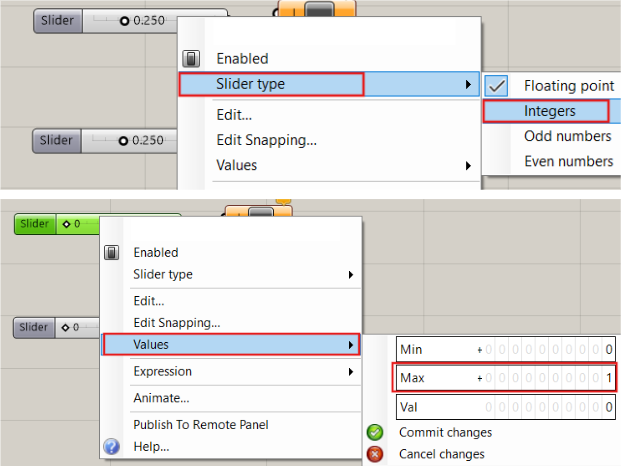 Slider 0.250
Enabled
Slider type
Floating point
Edit...
Integers
Slider 0.250
Edit Snapping...
Odd numbers
Values
Even numbers
Slider 0
Enabled
Slider type
Edit...
Slider 0
Edit Snapping...
Values
Min + 0 0 0 0 0 0 0 0 0 0
Expression
Max + 0 0 0 0 0 0 0 0 0 1
Animate...
Val 0 0 0 0 0 0 0 0 0 0
Publish To Remote Panel
Commit changes
Help...
Cancel changes